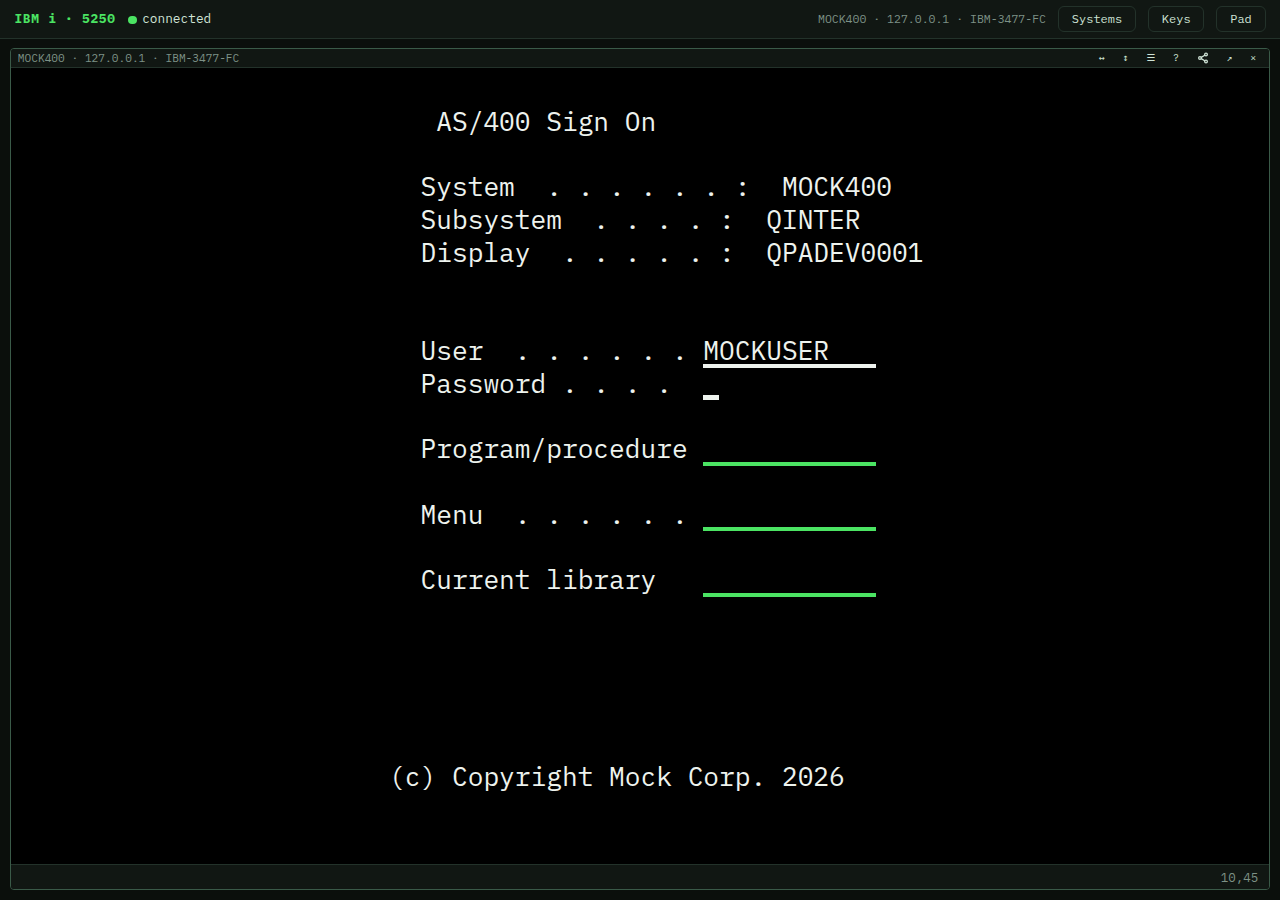 IBM i · 5250 connected MOCK400 · 127.0.0.1 · IBM-3477-FC Systems Keys Pad
MOCK400 · 127.0.0.1 · IBM-3477-FC ↔ ↕ ☰ ? ↗ ×
AS/400 Sign On
System . . . . . . : MOCK400
Subsystem . . . . : QINTER
Display . . . . . : QPADEV0001
User . . . . . . MOCKUSER
Password . . . .
Program/procedure
Menu . . . . . .
Current library
(c) Copyright Mock Corp. 2026
10,45